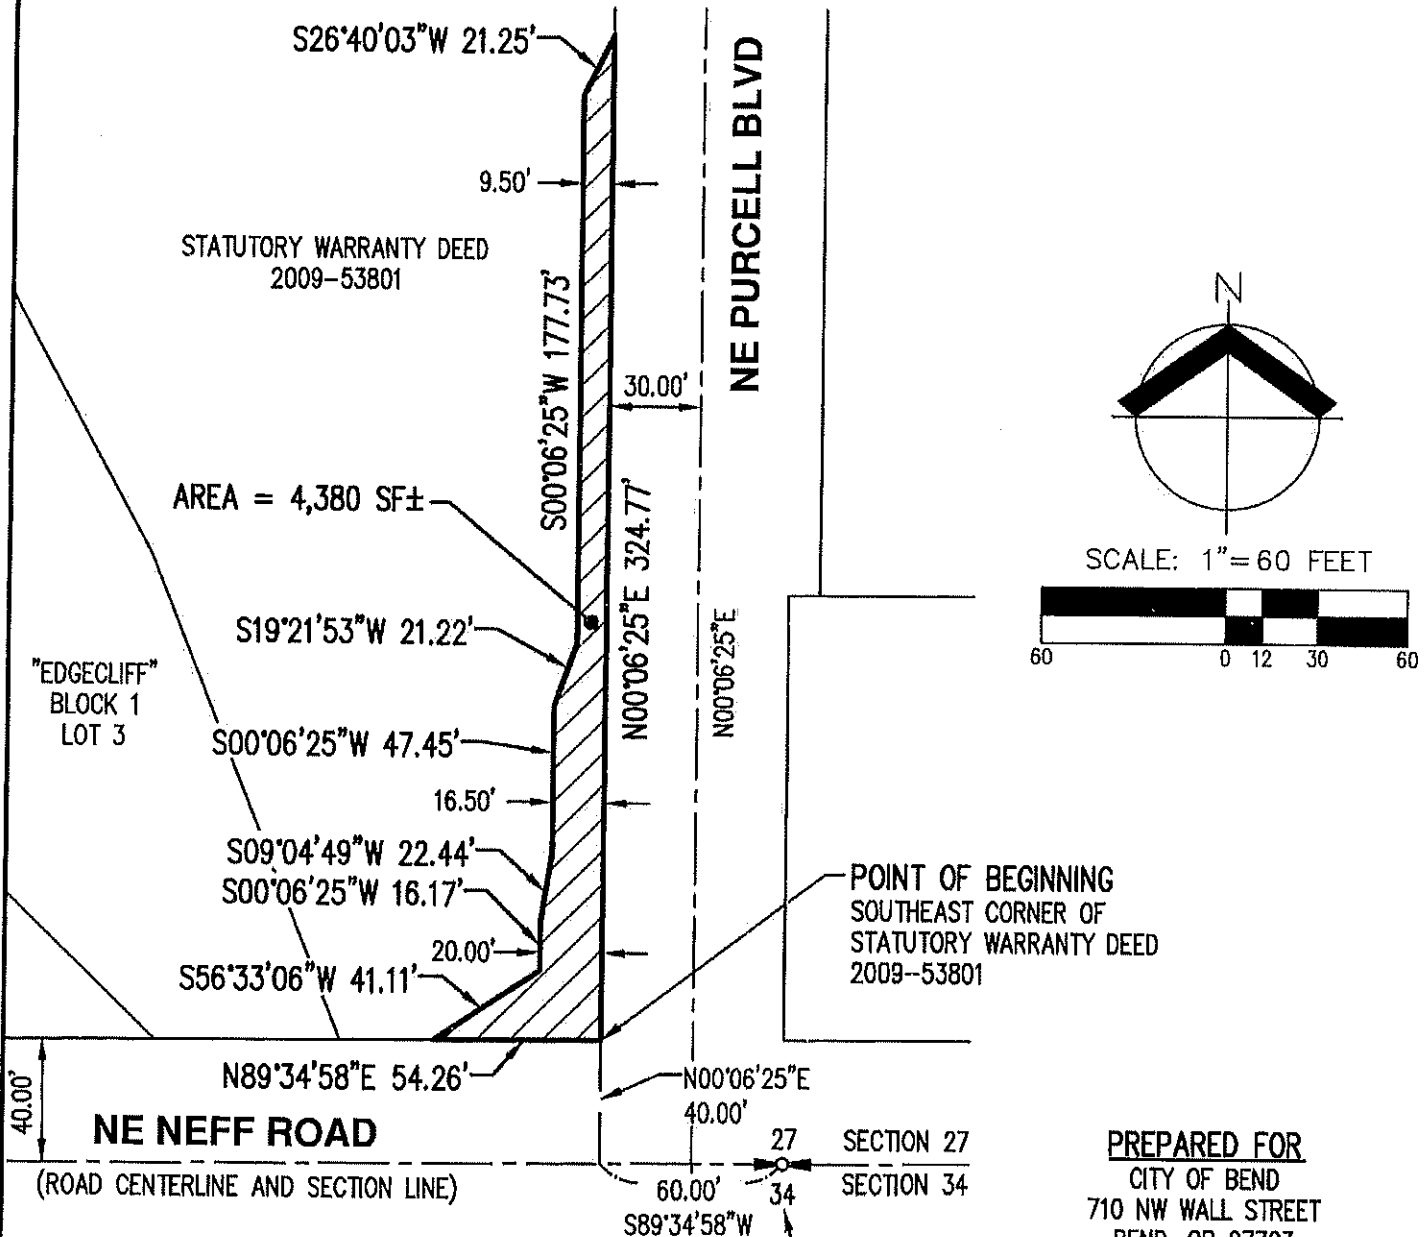 S26°40'03"W 21.25'
NE PURCELL BLVD
9.50'
STATUTORY WARRANTY DEED
2009-53801
S00°06'25"W 177.73'
30.00'
N
SCALE: 1"=60 FEET
60 0 12 30 60
AREA = 4,380 SF±
N00°06'25"E 324.77'
N00°06'25"E
S19°21'53"W 21.22'
"EDGECLIFF"
BLOCK 1
LOT 3
S00°06'25"W 47.45'
16.50'
S09°04'49"W 22.44'
S00°06'25"W 16.17'
20.00'
S56°33'06"W 41.11'
POINT OF BEGINNING
SOUTHEAST CORNER OF
STATUTORY WARRANTY DEED
2009--53801
N89°34'58"E 54.26'
N00°06'25"E
40.00'
40.00'
NE NEFF ROAD
(ROAD CENTERLINE AND SECTION LINE)
27 SECTION 27
34 SECTION 34
60.00'
S89°34'58"W
PREPARED FOR
CITY OF BEND
710 NW WALL STREET
BEND, OR 97703